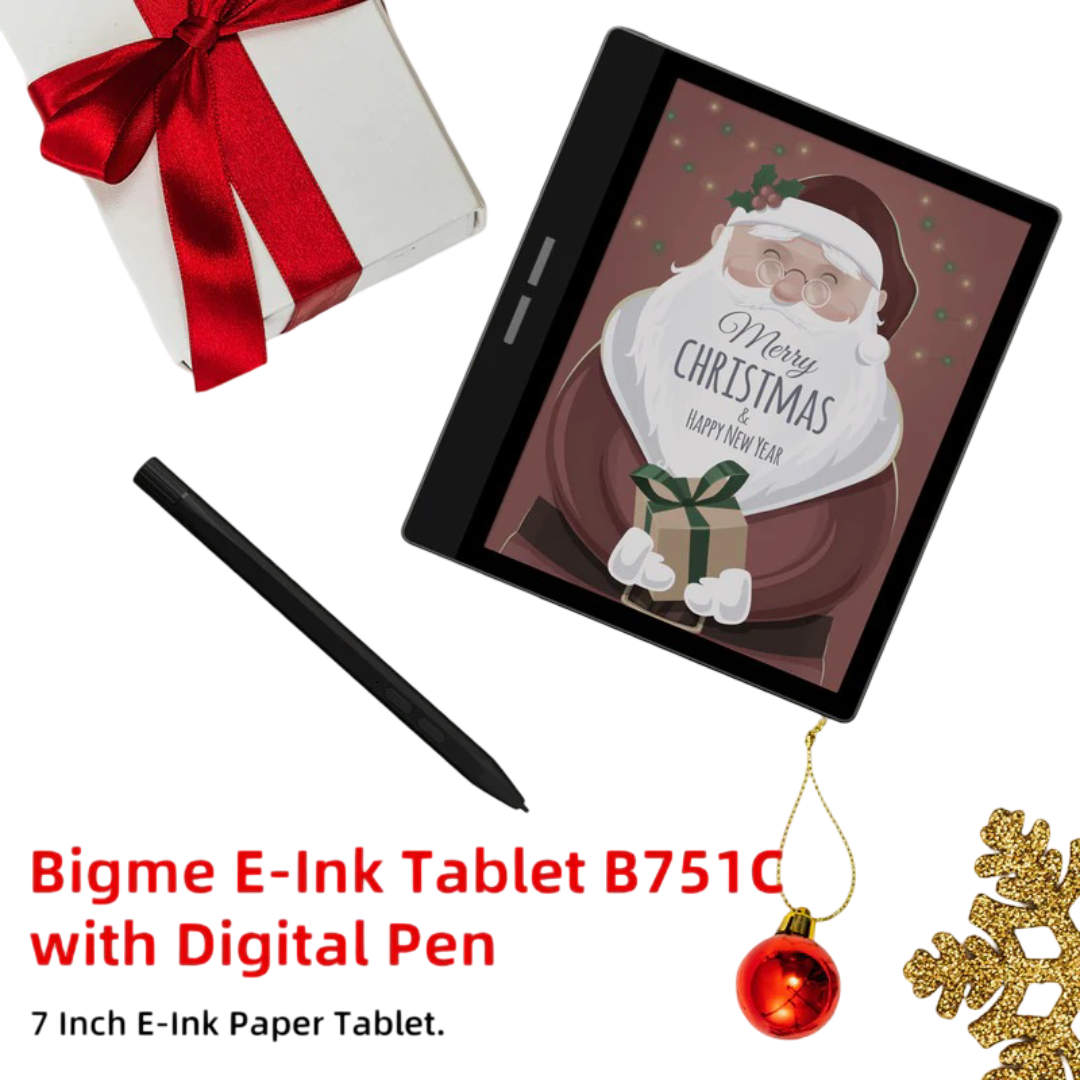 Merry
CHRISTMAS
&
HAPPY NEW YEAR
Bigme E-Ink Tablet B751C
with Digital Pen
7 Inch E-Ink Paper Tablet.